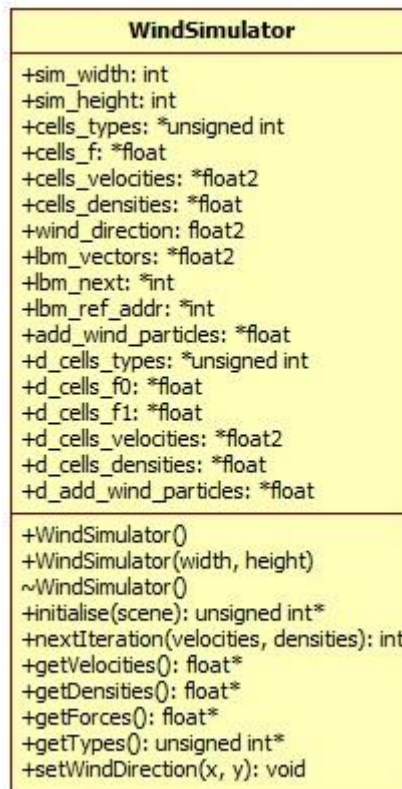 WindSimulator
+sim_width: int
+sim_height: int
+cells_types: *unsigned int
+cells_f: *float
+cells_velocities: *float2
+cells_densities: *float
+wind_direction: float2
+lbm_vectors: *float2
+lbm_next: *int
+lbm_ref_addr: *int
+add_wind_particles: *float
+d_cells_types: *unsigned int
+d_cells_f0: *float
+d_cells_f1: *float
+d_cells_velocities: *float2
+d_cells_densities: *float
+d_add_wind_particles: *float
+WindSimulator()
+WindSimulator(width, height)
~WindSimulator()
+initialise(scene): unsigned int*
+nextIteration(velocities, densities): int
+getVelocities(): float*
+getDensities(): float*
+getForces(): float*
+getTypes(): unsigned int*
+setWindDirection(x, y): void